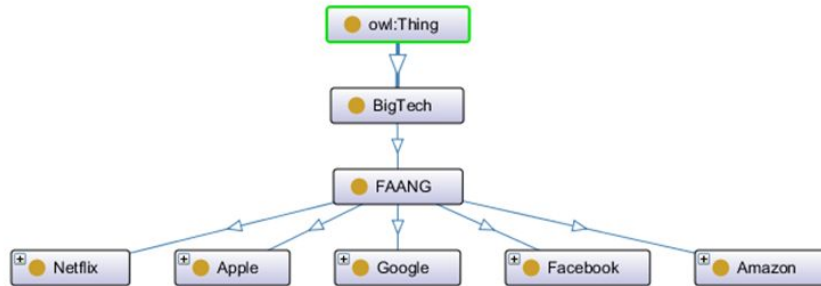 owl:Thing
BigTech
FAANG
Netflix
Apple
Google
Facebook
Amazon